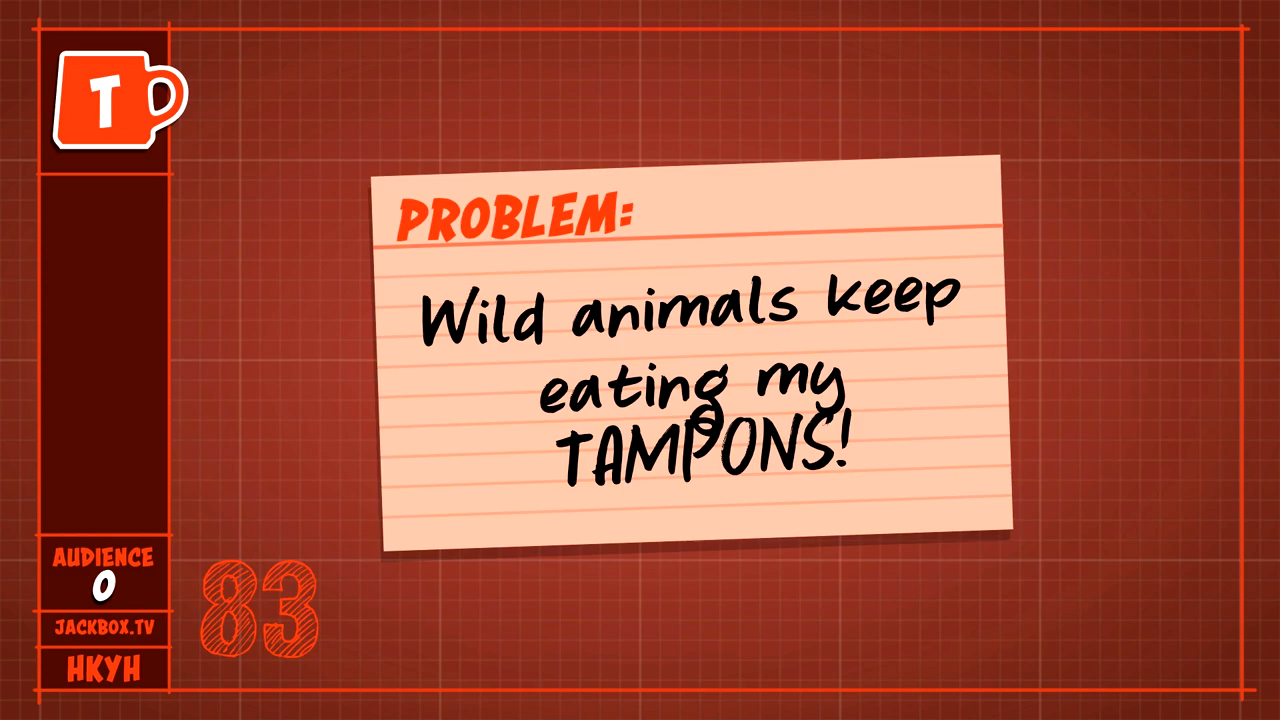 T
PROBLEM:
Wild animals keep
eating my
TAMPONS!
AUDIENCE
0
JACKBOX.TV
HKYH
83